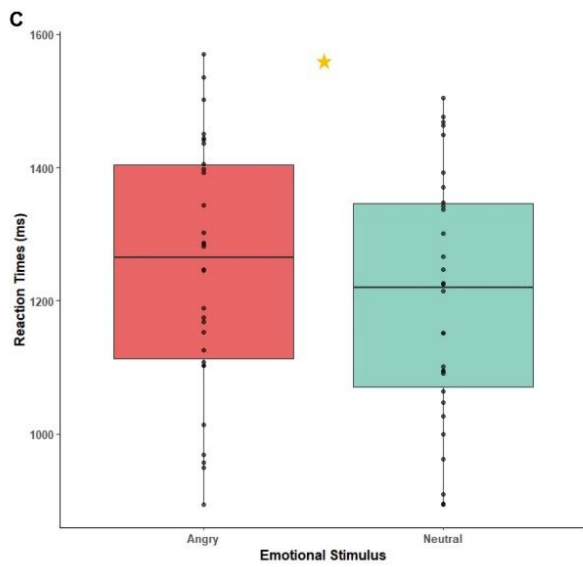 C
1600
1400
1200
1000
Reaction Times (ms)
Angry
Neutral
Emotional Stimulus